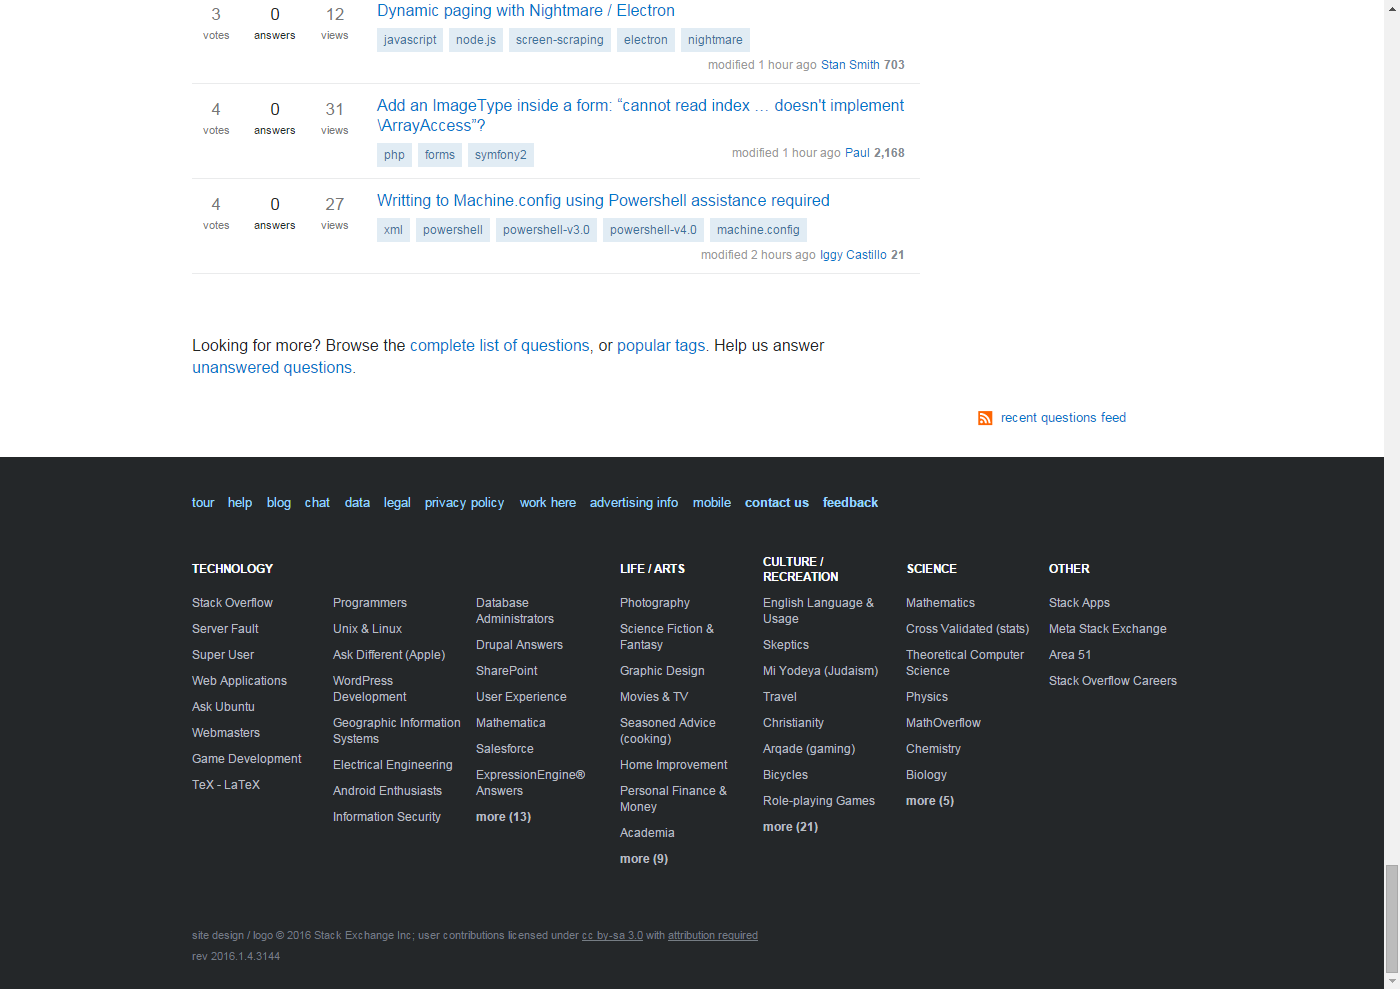 3 0 12 Dynamic paging with Nightmare / Electron
votes answers views javascript node.js screen-scraping electron nightmare
modified 1 hour ago Stan Smith 703
4 0 31 Add an ImageType inside a form: “cannot read index ... doesn't implement
\ArrayAccess”?
votes answers views
php forms symfony2 modified 1 hour ago Paul 2,168
4 0 27 Writting to Machine.config using Powershell assistance required
votes answers views xml powershell powershell-v3.0 powershell-v4.0 machine.config
modified 2 hours ago Iggy Castillo 21
Looking for more? Browse the complete list of questions, or popular tags. Help us answer
unanswered questions.
recent questions feed
tour help blog chat data legal privacy policy work here advertising info mobile contact us feedback
TECHNOLOGY
Stack Overflow
Server Fault
Super User
Web Applications
Ask Ubuntu
Webmasters
Game Development
TeX - LaTeX
Programmers
Unix & Linux
Ask Different (Apple)
WordPress
Development
Geographic Information
Systems
Electrical Engineering
Android Enthusiasts
Information Security
Database
Administrators
Drupal Answers
SharePoint
User Experience
Mathematica
Salesforce
ExpressionEngine®
Answers
more (13)
LIFE / ARTS
Photography
Science Fiction &
Fantasy
Graphic Design
Movies & TV
Seasoned Advice
(cooking)
Home Improvement
Personal Finance &
Money
Academia
more (9)
CULTURE /
RECREATION
English Language &
Usage
Skeptics
Mi Yodeya (Judaism)
Travel
Christianity
Arqade (gaming)
Bicycles
Role-playing Games
more (21)
SCIENCE
Mathematics
Cross Validated (stats)
Theoretical Computer
Science
Physics
MathOverflow
Chemistry
Biology
more (5)
OTHER
Stack Apps
Meta Stack Exchange
Area 51
Stack Overflow Careers
site design / logo © 2016 Stack Exchange Inc; user contributions licensed under cc by-sa 3.0 with attribution required
rev 2016.1.4.3144